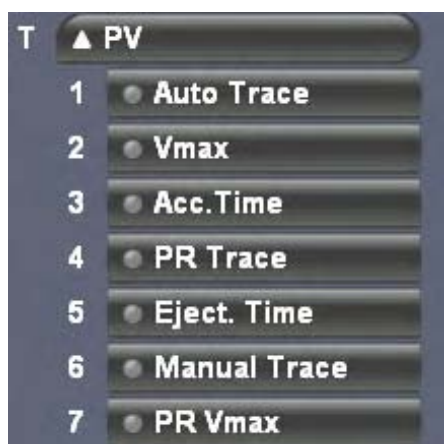 T ▲ PV
1 Auto Trace
2 Vmax
3 Acc.Time
4 PR Trace
5 Eject. Time
6 Manual Trace
7 PR Vmax